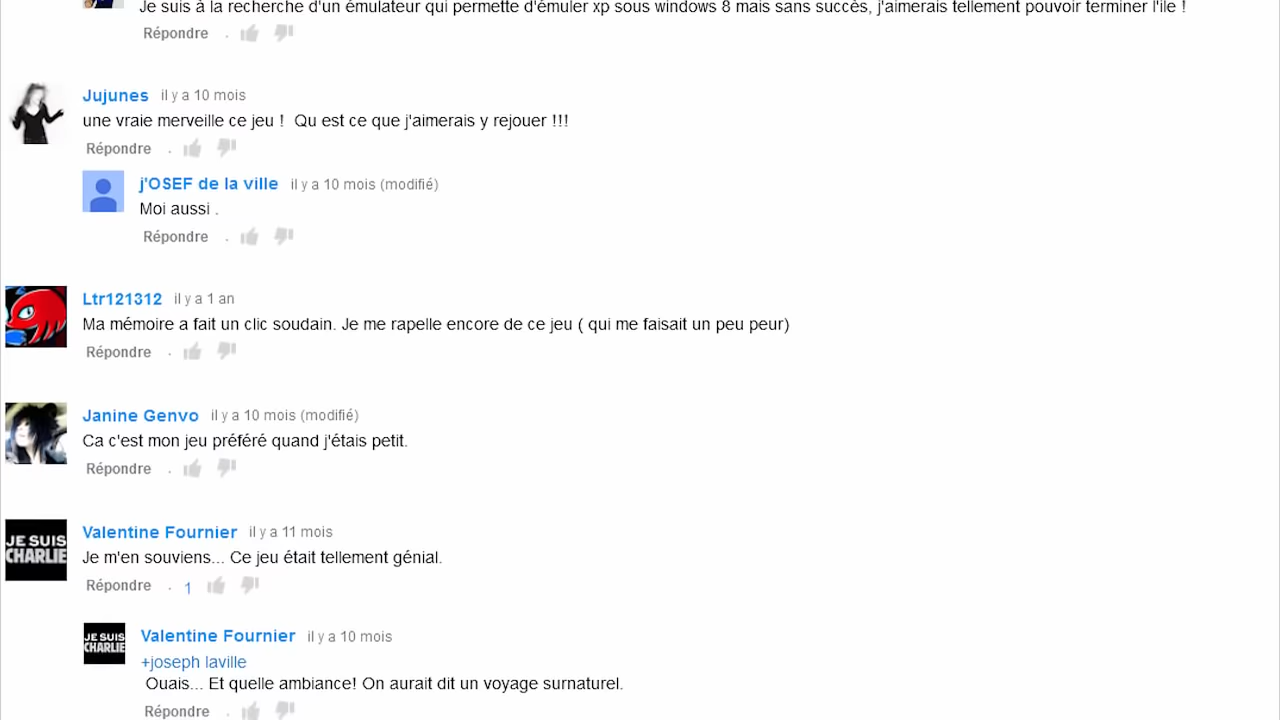 Je suis à la recherche d'un émulateur qui permette d'émuler xp sous windows 8 mais sans succès, j'aimerais tellement pouvoir terminer l'ile !
Répondre .
Jujunes il y a 10 mois
une vraie merveille ce jeu ! Qu est ce que j'aimerais y rejouer !!!
Répondre .
j'OSEF de la ville il y a 10 mois (modifié)
Moi aussi .
Répondre .
Ltr121312 il y a 1 an
Ma mémoire a fait un clic soudain. Je me rapelle encore de ce jeu ( qui me faisait un peu peur)
Répondre .
Janine Genvo il y a 10 mois (modifié)
Ca c'est mon jeu préféré quand j'étais petit.
Répondre .
JE SUIS
CHARLIE
Valentine Fournier il y a 11 mois
Je m'en souviens... Ce jeu était tellement génial.
Répondre . 1
JE SUIS
CHARLIE
Valentine Fournier il y a 10 mois
+joseph laville
Ouais... Et quelle ambiance! On aurait dit un voyage surnaturel.
Répondre .